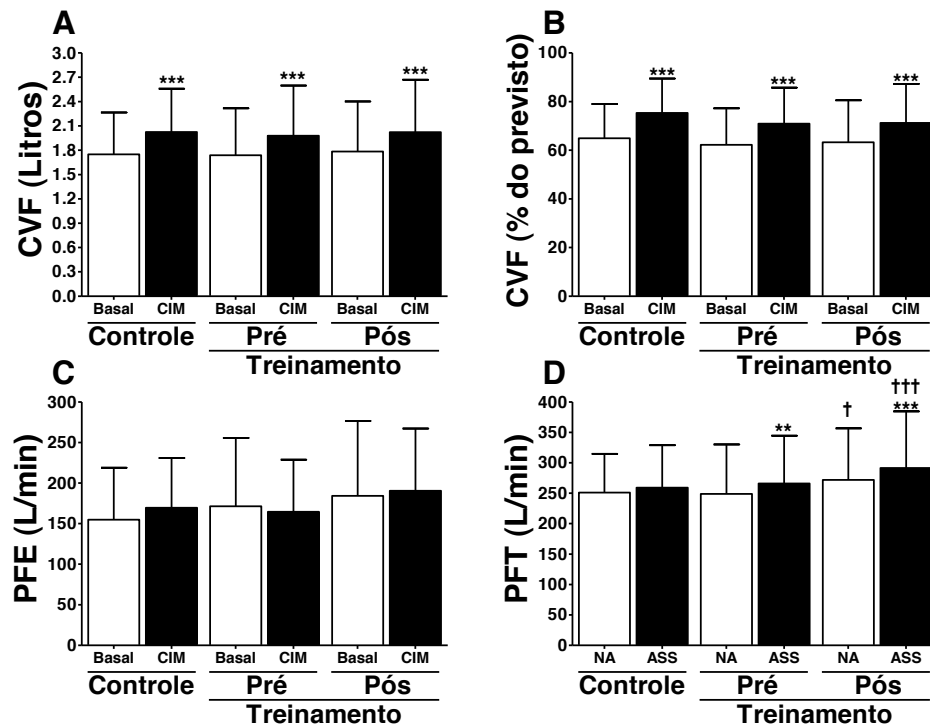 A
CVF (Litros)
3.0
2.7
2.4
2.1
1.8
1.5
1.2
0.9
0.6
0.3
0.0
*** *** ***
Basal CIM Basal CIM Basal CIM
Controle Pré Pós
Treinamento
B
CVF (% do previsto)
100
80
60
40
20
0
*** *** ***
Basal CIM Basal CIM Basal CIM
Controle Pré Pós
Treinamento
C
PFE (L/min)
300
250
200
150
100
50
0
Basal CIM Basal CIM Basal CIM
Controle Pré Pós
Treinamento
D
PFT (L/min)
400
350
300
250
200
150
100
50
0
†††
** † ***
NA ASS NA ASS NA ASS
Controle Pré Pós
Treinamento